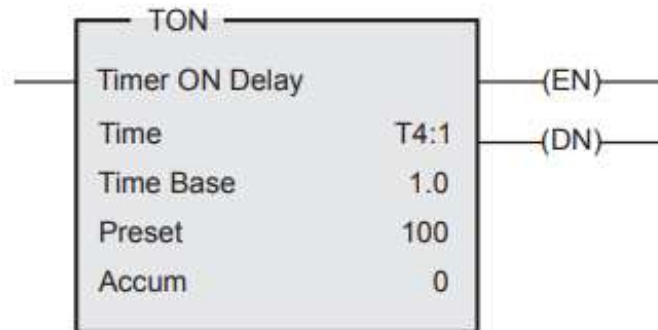 TON
Timer ON Delay (EN)
Time T4:1 (DN)
Time Base 1.0
Preset 100
Accum 0